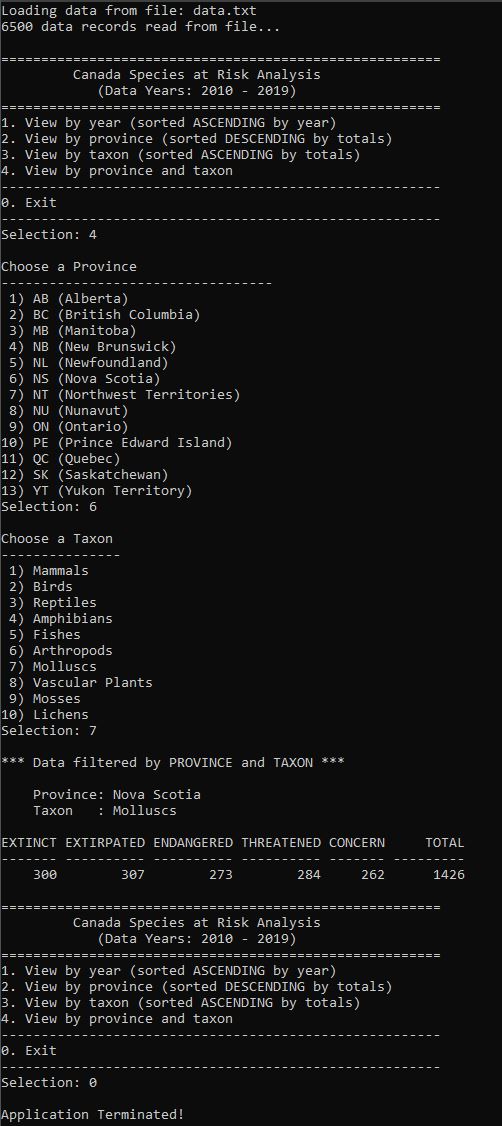 Loading data from file: data.txt
6500 data records read from file...
=======================================================
Canada Species at Risk Analysis
(Data Years: 2010 - 2019)
=======================================================
1. View by year (sorted ASCENDING by year)
2. View by province (sorted DESCENDING by totals)
3. View by taxon (sorted ASCENDING by totals)
4. View by province and taxon
-------------------------------------------------------
0. Exit
-------------------------------------------------------
Selection: 4
Choose a Province
----------------------------------
1) AB (Alberta)
2) BC (British Columbia)
3) MB (Manitoba)
4) NB (New Brunswick)
5) NL (Newfoundland)
6) NS (Nova Scotia)
7) NT (Northwest Territories)
8) NU (Nunavut)
9) ON (Ontario)
10) PE (Prince Edward Island)
11) QC (Quebec)
12) SK (Saskatchewan)
13) YT (Yukon Territory)
Selection: 6
Choose a Taxon
---------------
1) Mammals
2) Birds
3) Reptiles
4) Amphibians
5) Fishes
6) Arthropods
7) Molluscs
8) Vascular Plants
9) Mosses
10) Lichens
Selection: 7
*** Data filtered by PROVINCE and TAXON ***
Province: Nova Scotia
Taxon   : Molluscs
EXTINCT EXTIRPATED ENDANGERED THREATENED CONCERN     TOTAL
------- ---------- ---------- ---------- ------- ---------
    300        307        273        284     262      1426
=======================================================
Canada Species at Risk Analysis
(Data Years: 2010 - 2019)
=======================================================
1. View by year (sorted ASCENDING by year)
2. View by province (sorted DESCENDING by totals)
3. View by taxon (sorted ASCENDING by totals)
4. View by province and taxon
-------------------------------------------------------
0. Exit
-------------------------------------------------------
Selection: 0
Application Terminated!